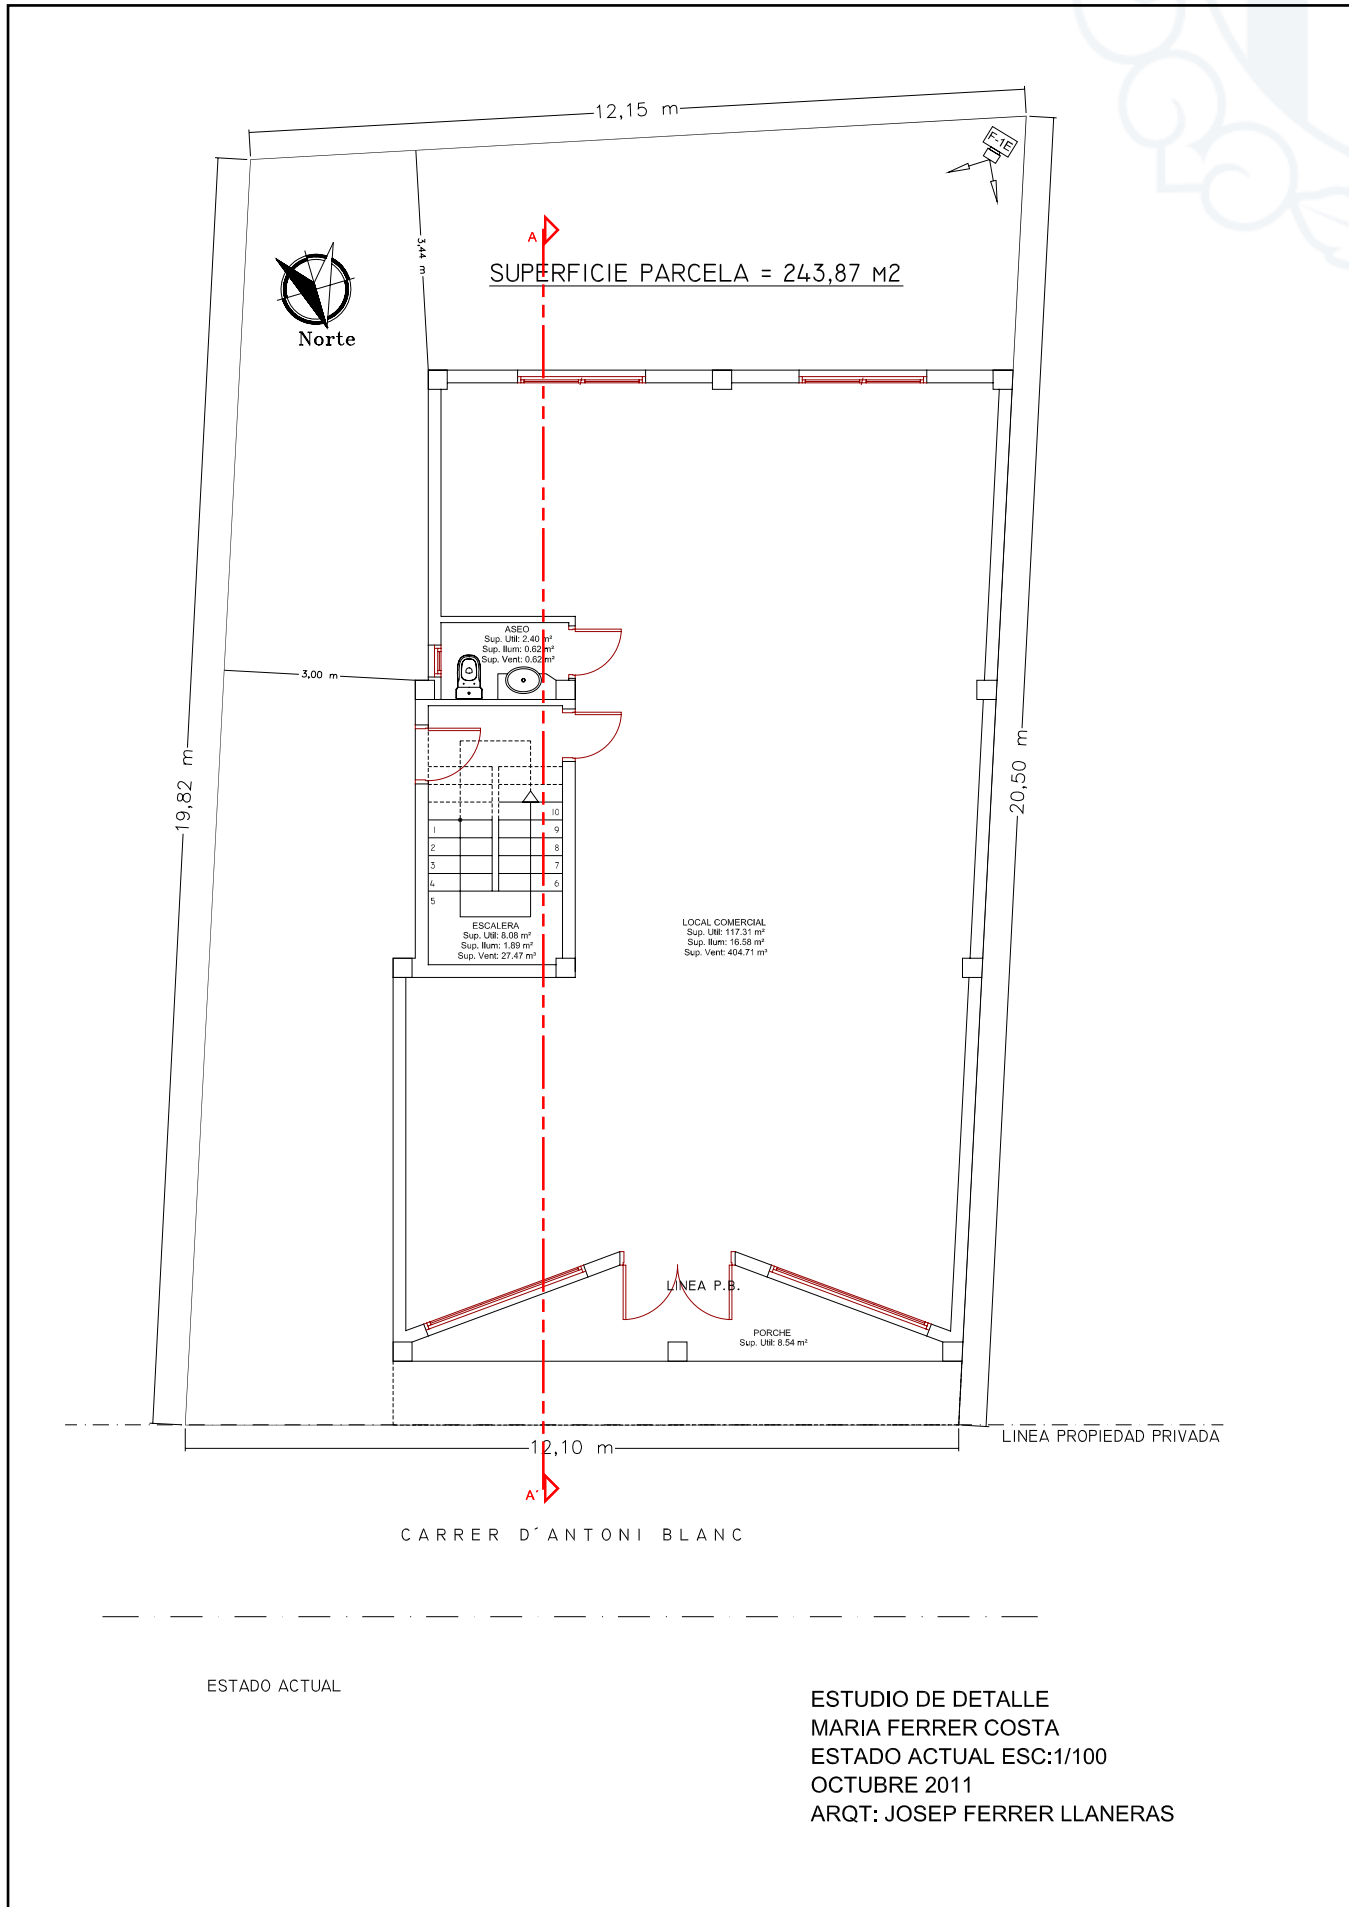 12,15 m
F-1E
A
3,44 m
SUPERFICIE PARCELA = 243,87 M2
Norte
ASEO
Sup. Util: 2.40 m²
Sup. Ilum: 0.62 m²
Sup. Vent: 0.62 m²
3,00 m
19,82 m
20,50 m
10
1
9
2
8
3
7
4
6
5
ESCALERA
Sup. Util: 8.08 m²
Sup. Ilum: 1.89 m²
Sup. Vent: 27.47 m³
LOCAL COMERCIAL
Sup. Util: 117.31 m²
Sup. Ilum: 16.58 m²
Sup. Vent: 404.71 m³
LINEA P.B.
PORCHE
Sup. Util: 8.54 m²
LINEA PROPIEDAD PRIVADA
12,10 m
A´
CARRER D´ANTONI BLANC
ESTADO ACTUAL
ESTUDIO DE DETALLE
MARIA FERRER COSTA
ESTADO ACTUAL ESC:1/100
OCTUBRE 2011
ARQT: JOSEP FERRER LLANERAS